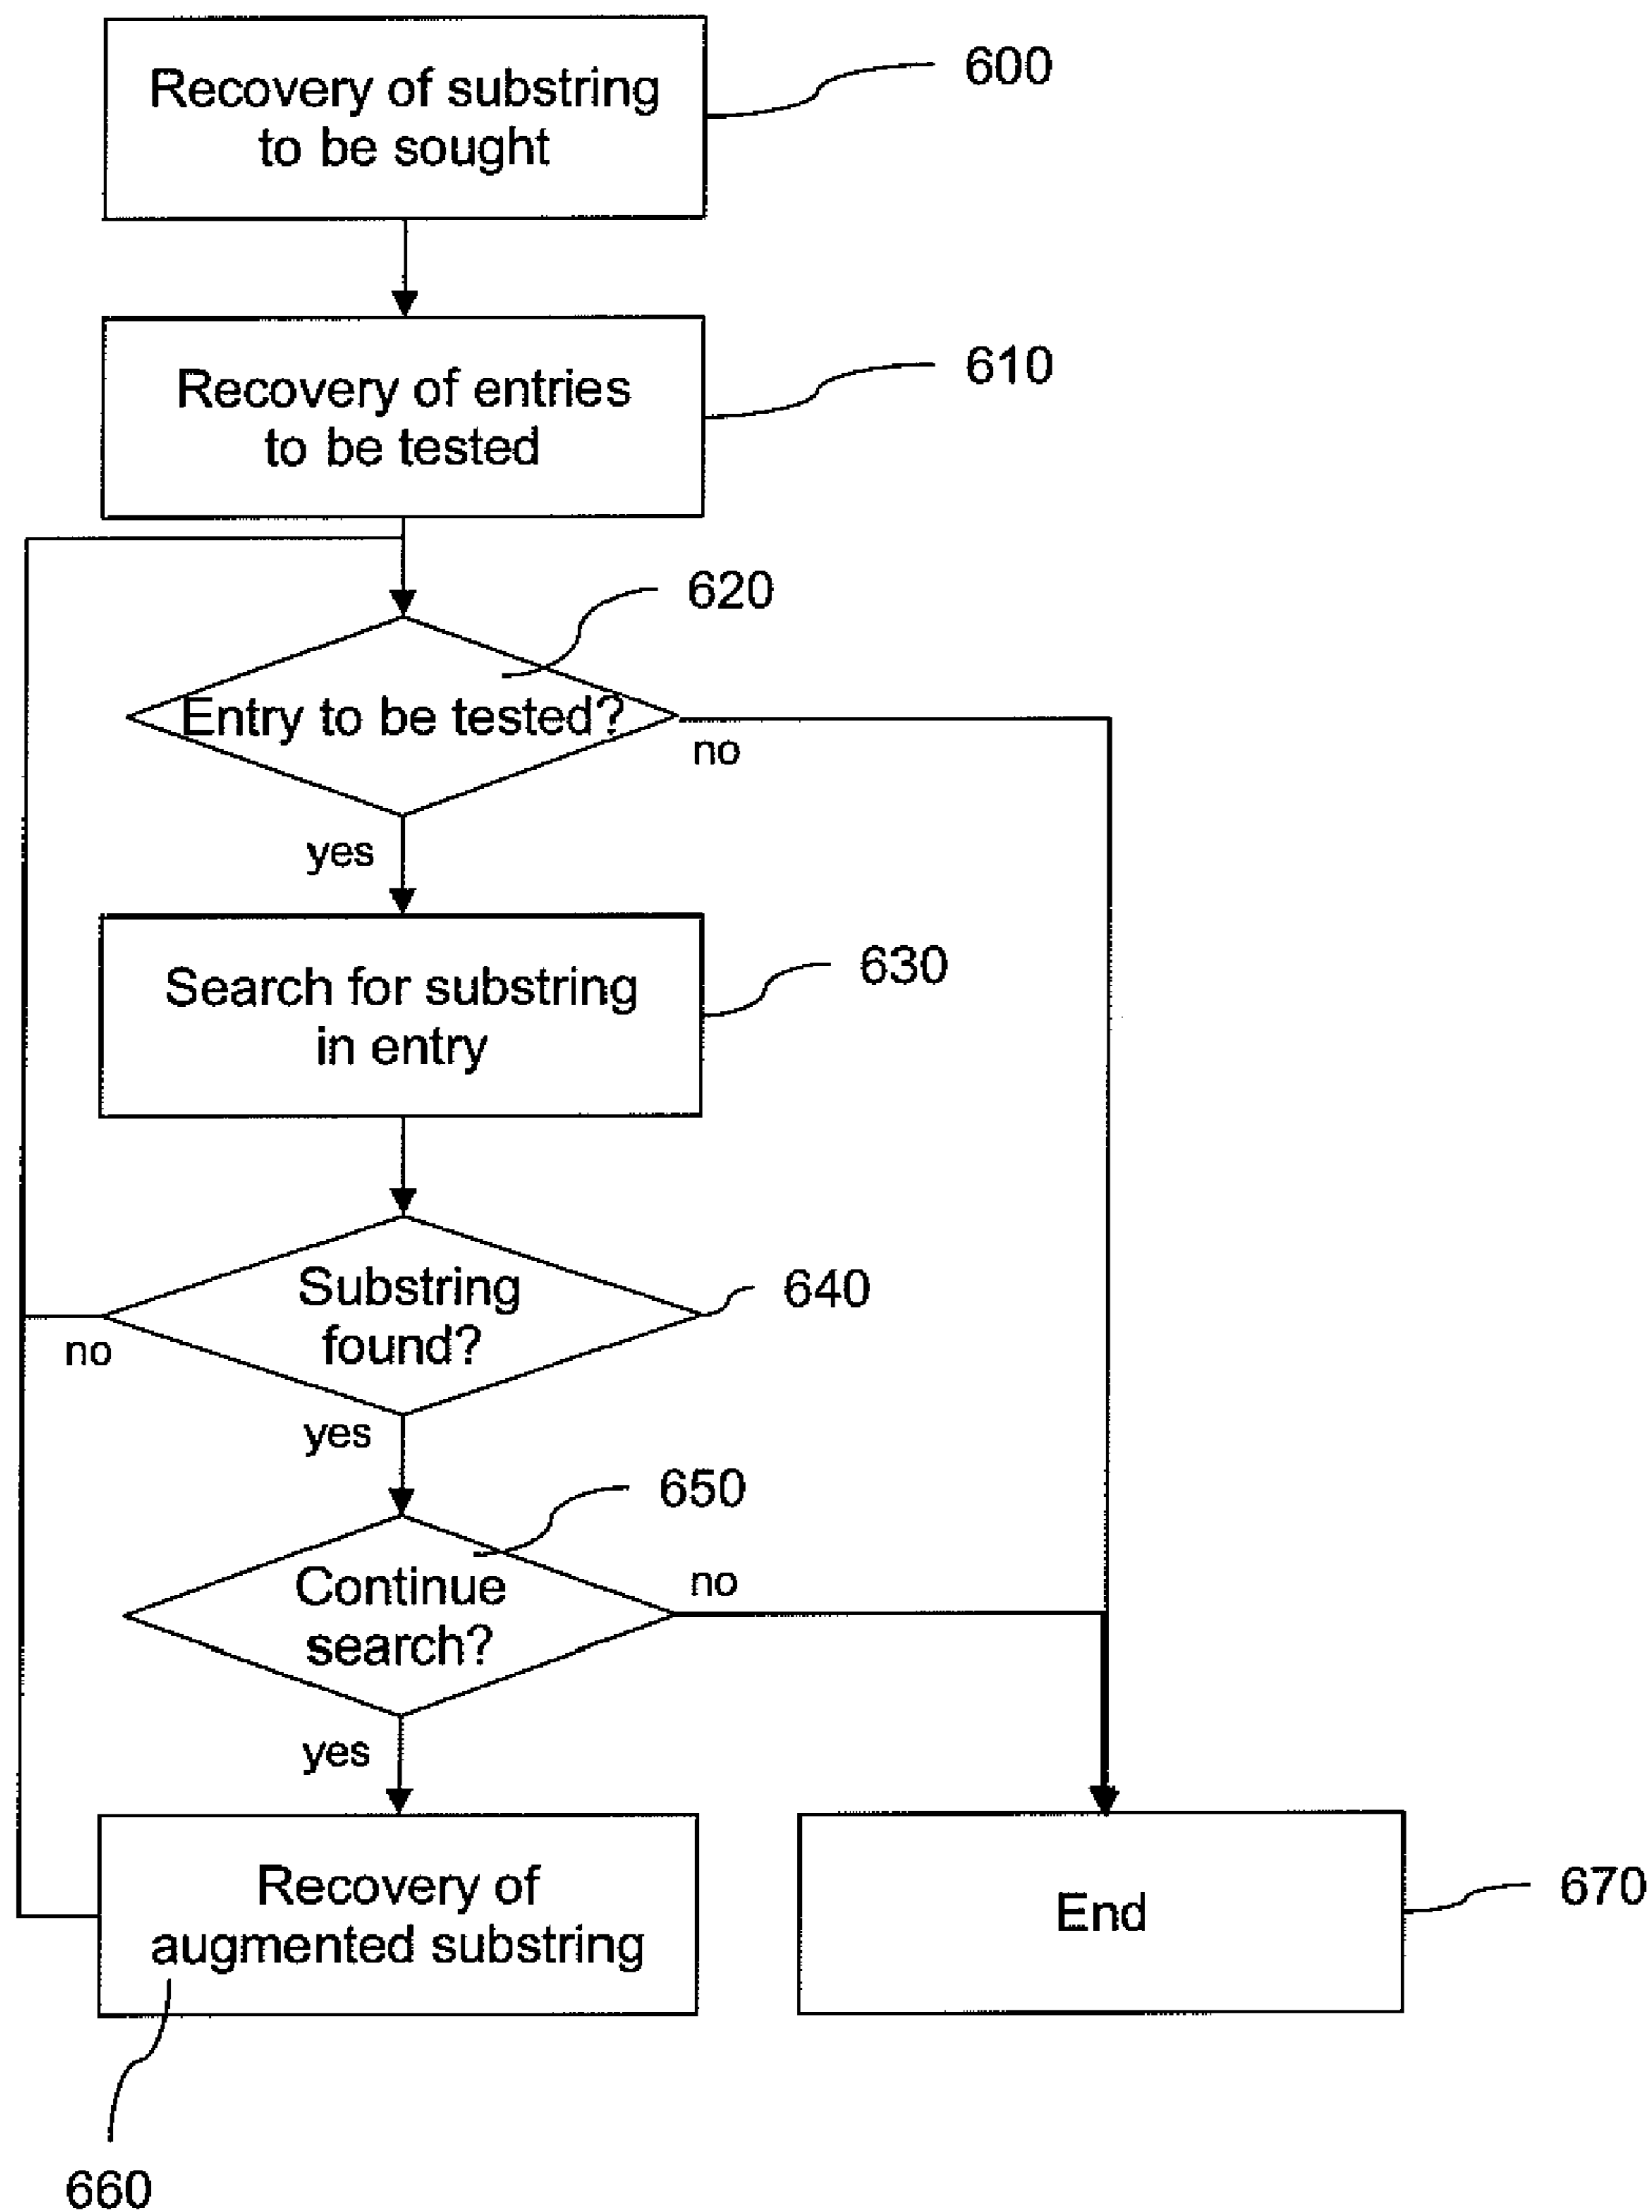 Recovery of substring
to be sought
600
Recovery of entries
to be tested
610
620
Entry to be tested?
no
yes
Search for substring
in entry
630
Substring
found?
640
no
yes
650
Continue
search?
no
yes
Recovery of
augmented substring
End
670
660